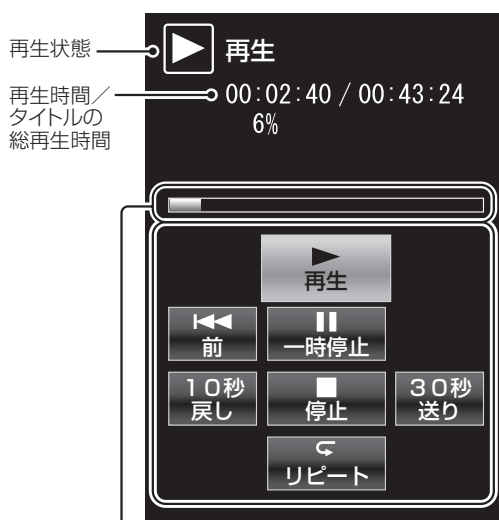 再生状態
再生
再生時間／
タイトルの
総再生時間
00:02:40 / 00:43:24
6%
再生
前
一時停止
１０秒
戻し
停止
３０秒
送り
リピート